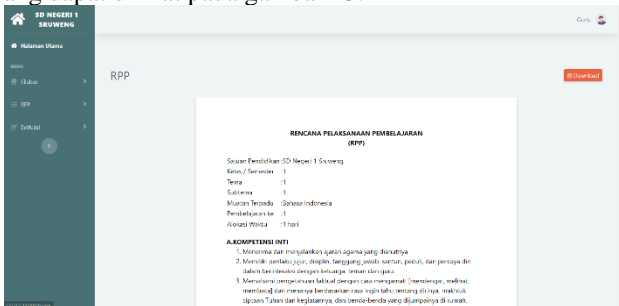 SD NEGERI 1
SRUWENG
Guru
Halaman Utama
MENU
Silabus
RPP
Evaluasi
RPP
Download
RENCANA PELAKSANAAN PEMBELAJARAN
(RPP)
Satuan Pendidikan :SD Negeri 1 Sruweng
Kelas / Semester :1
Tema :1
Subtema :1
Muatan Terpadu :Bahasa Indonesia
Pembelajaran ke :1
Alokasi Waktu :1 hari
A.KOMPETENSI INTI
1. Menerima dan menjalankan ajaran agama yang dianutnya
2. Memiliki perilaku jujur, disiplin, tanggung jawab, santun, peduli, dan percaya diri
dalam berinteraksi dengan keluarga, teman dan guru
3. Memahami pengetahuan faktual dengan cara mengamati [mendengar, melihat,
membaca] dan menanya berdasarkan rasa ingin tahu tentang dirinya, makhluk
ciptaan Tuhan dan kegiatannya, dan benda-benda yang dijumpainya di rumah,